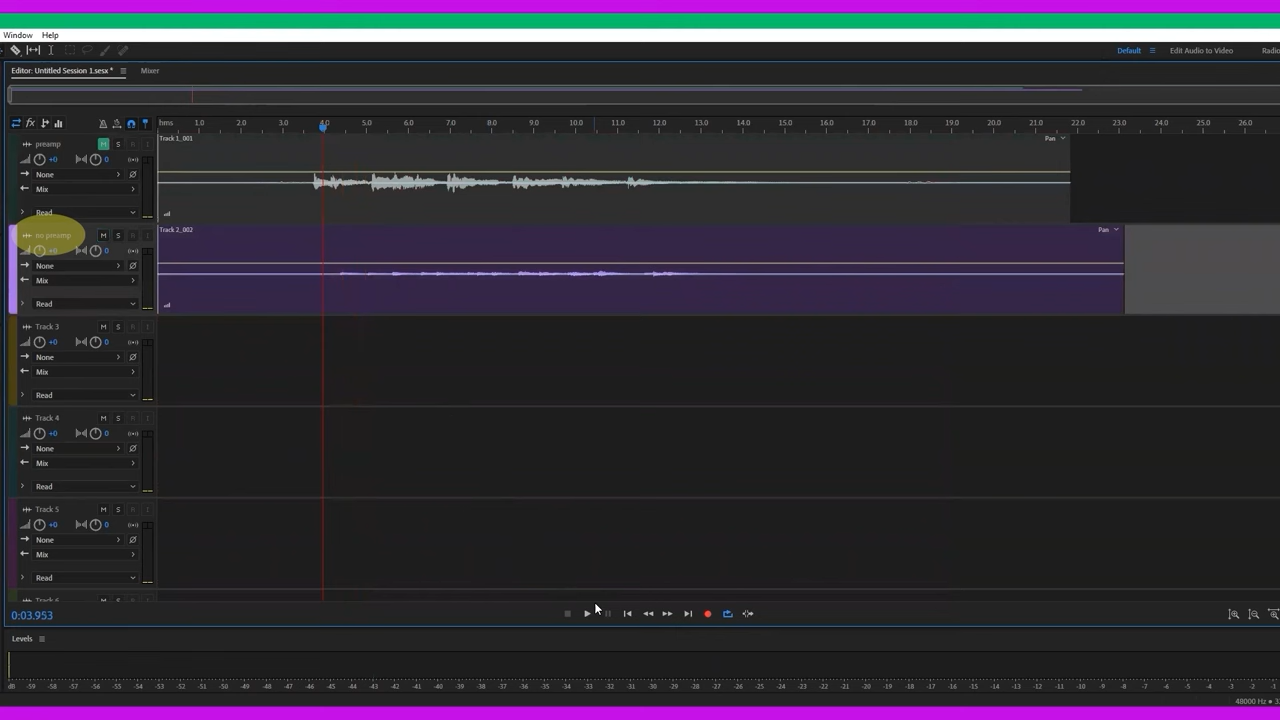 Window Help
Default Edit Audio to Video Radio
Editor: Untitled Session 1.sesx * Mixer
fx hms 1.0 2.0 3.0 4.0 5.0 6.0 7.0 8.0 9.0 10.0 11.0 12.0 13.0 14.0 15.0 16.0 17.0 18.0 19.0 20.0 21.0 22.0 23.0 24.0 25.0 26.0
Track 1_001 Pan
preamp M S R I
+0 0
None
Mix
Read
Track 2_002 Pan
no preamp M S R I
+0 0
None
Mix
Read
Track 3 M S R I
+0 0
None
Mix
Read
Track 4 M S R I
+0 0
None
Mix
Read
Track 5 M S R I
+0 0
None
Mix
Read
0:03.953
Levels
dB -59 -58 -57 -56 -55 -54 -53 -52 -51 -50 -49 -48 -47 -46 -45 -44 -43 -42 -41 -40 -39 -38 -37 -36 -35 -34 -33 -32 -31 -30 -29 -28 -27 -26 -25 -24 -23 -22 -21 -20 -19 -18 -17 -16 -15 -14 -13 -12 -11 -10 -9 -8 -7 -6 -5 -4 -3 -2 -1
48000 Hz